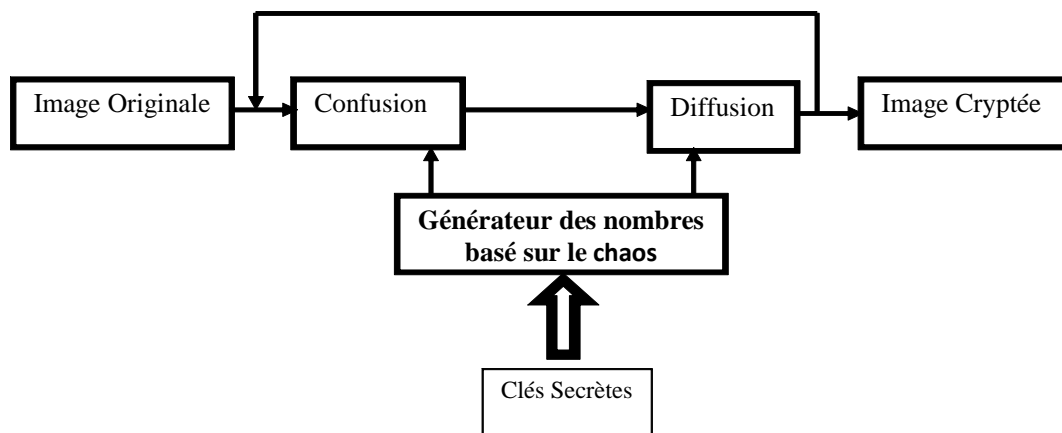 Image Originale
Confusion
Diffusion
Image Cryptée
Générateur des nombres
basé sur le chaos
Clés Secrètes